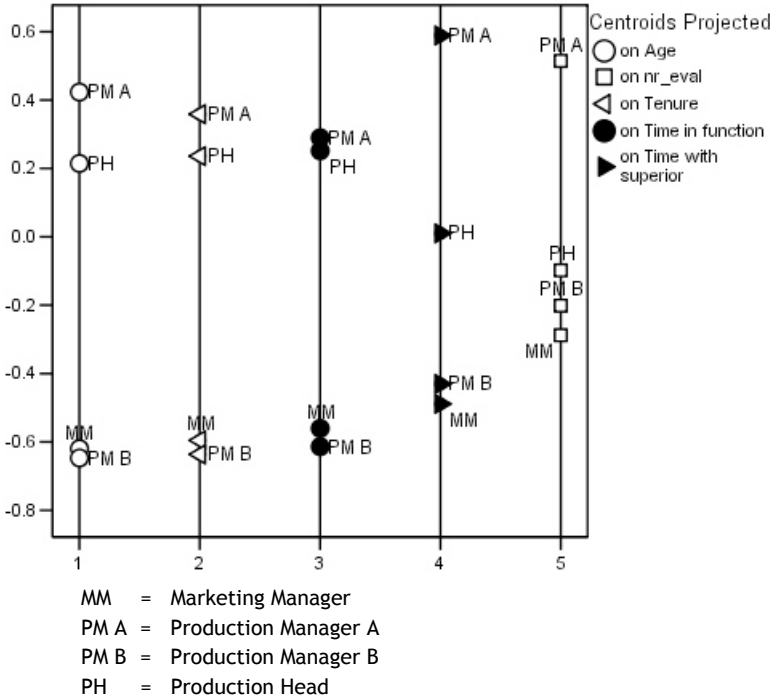 Centroids Projected
on Age
on nr_eval
on Tenure
on Time in function
on Time with
superior
0.6
0.4
0.2
0.0
-0.2
-0.4
-0.6
-0.8
PM A
PH
MM
PM B
PM A
PH
MM
PM B
PM A
PH
MM
PM B
PM A
PH
PM B
MM
PM A
PH
PM B
MM
1 2 3 4 5
MM = Marketing Manager
PM A = Production Manager A
PM B = Production Manager B
PH = Production Head